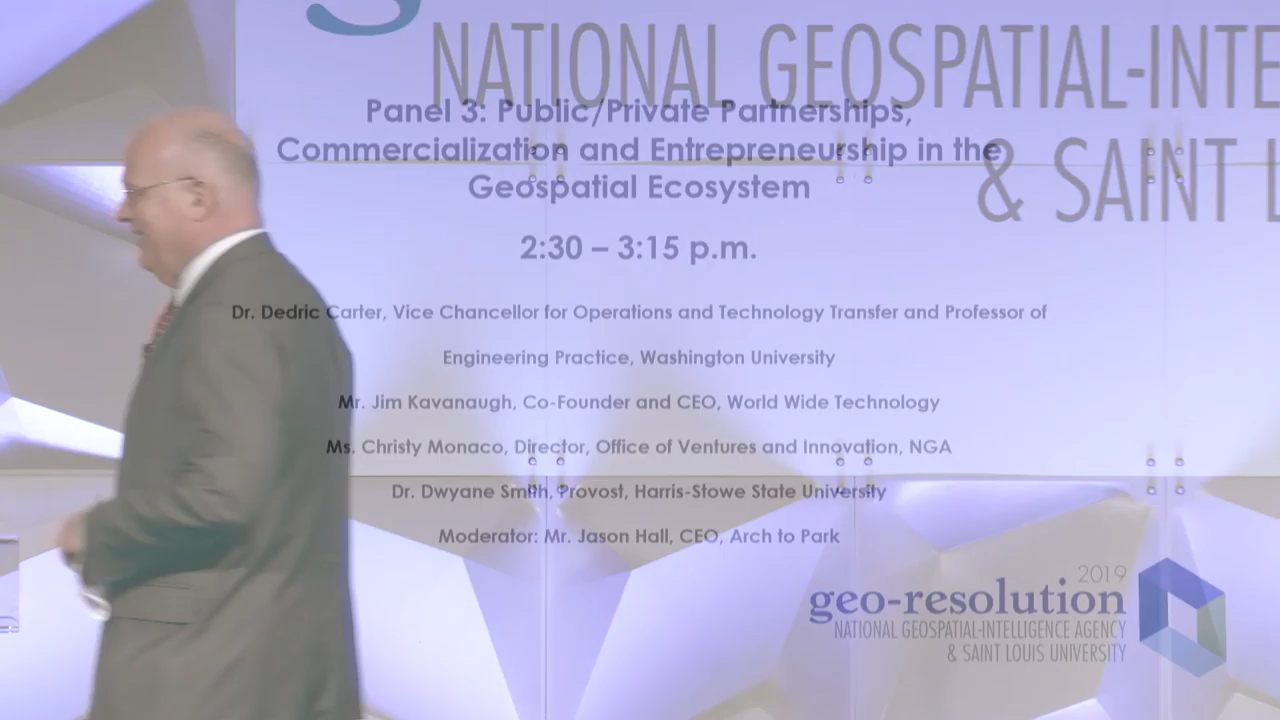 NATIONAL GEOSPATIAL-INTE
& SAINT L
Panel 3: Public/Private Partnerships,
Commercialization and Entrepreneurship in the
Geospatial Ecosystem
2:30 – 3:15 p.m.
Dr. Dedric Carter, Vice Chancellor for Operations and Technology Transfer and Professor of
Engineering Practice, Washington University
Mr. Jim Kavanaugh, Co-Founder and CEO, World Wide Technology
Ms. Christy Monaco, Director, Office of Ventures and Innovation, NGA
Dr. Dwyane Smith, Provost, Harris-Stowe State University
Moderator: Mr. Jason Hall, CEO, Arch to Park
2019
geo-resolution
NATIONAL GEOSPATIAL-INTELLIGENCE AGENCY
& SAINT LOUIS UNIVERSITY